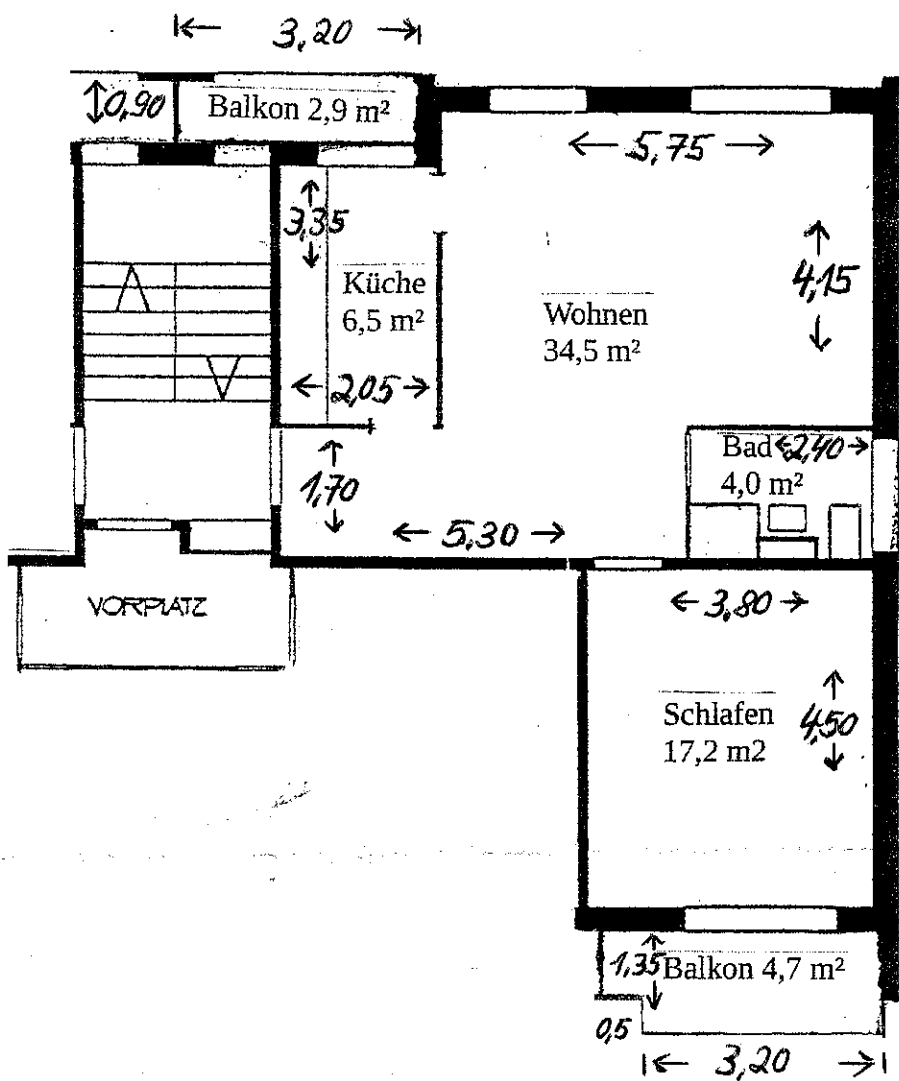 3,20
0,90
Balkon 2,9 m²
5,75
3,35
4,15
Küche
6,5 m²
Wohnen
34,5 m²
2,05
Bad 2,40
4,0 m²
1,70
5,30
VORPLATZ
3,80
Schlafen
17,2 m2
4,50
1,35 Balkon 4,7 m²
0,5
3,20